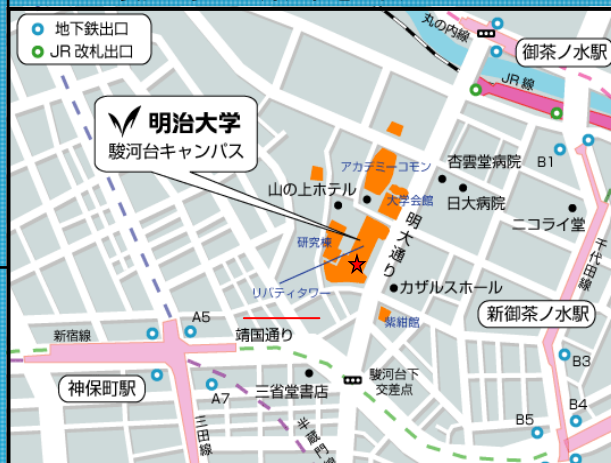 地下鉄出口
JR 改札出口
丸の内線
御茶ノ水駅
JR 線
明治大学
駿河台キャンパス
アカデミーコモン
杏雲堂病院
B1
山の上ホテル
大学会館
日大病院
ニコライ堂
研究棟
明大通り
千代田線
リバティタワー
カザルスホール
新御茶ノ水駅
紫紺館
新宿線
A5
靖国通り
B3
神保町駅
A7
三省堂書店
駿河台下
交差点
B4
B5
三田線
半蔵門線